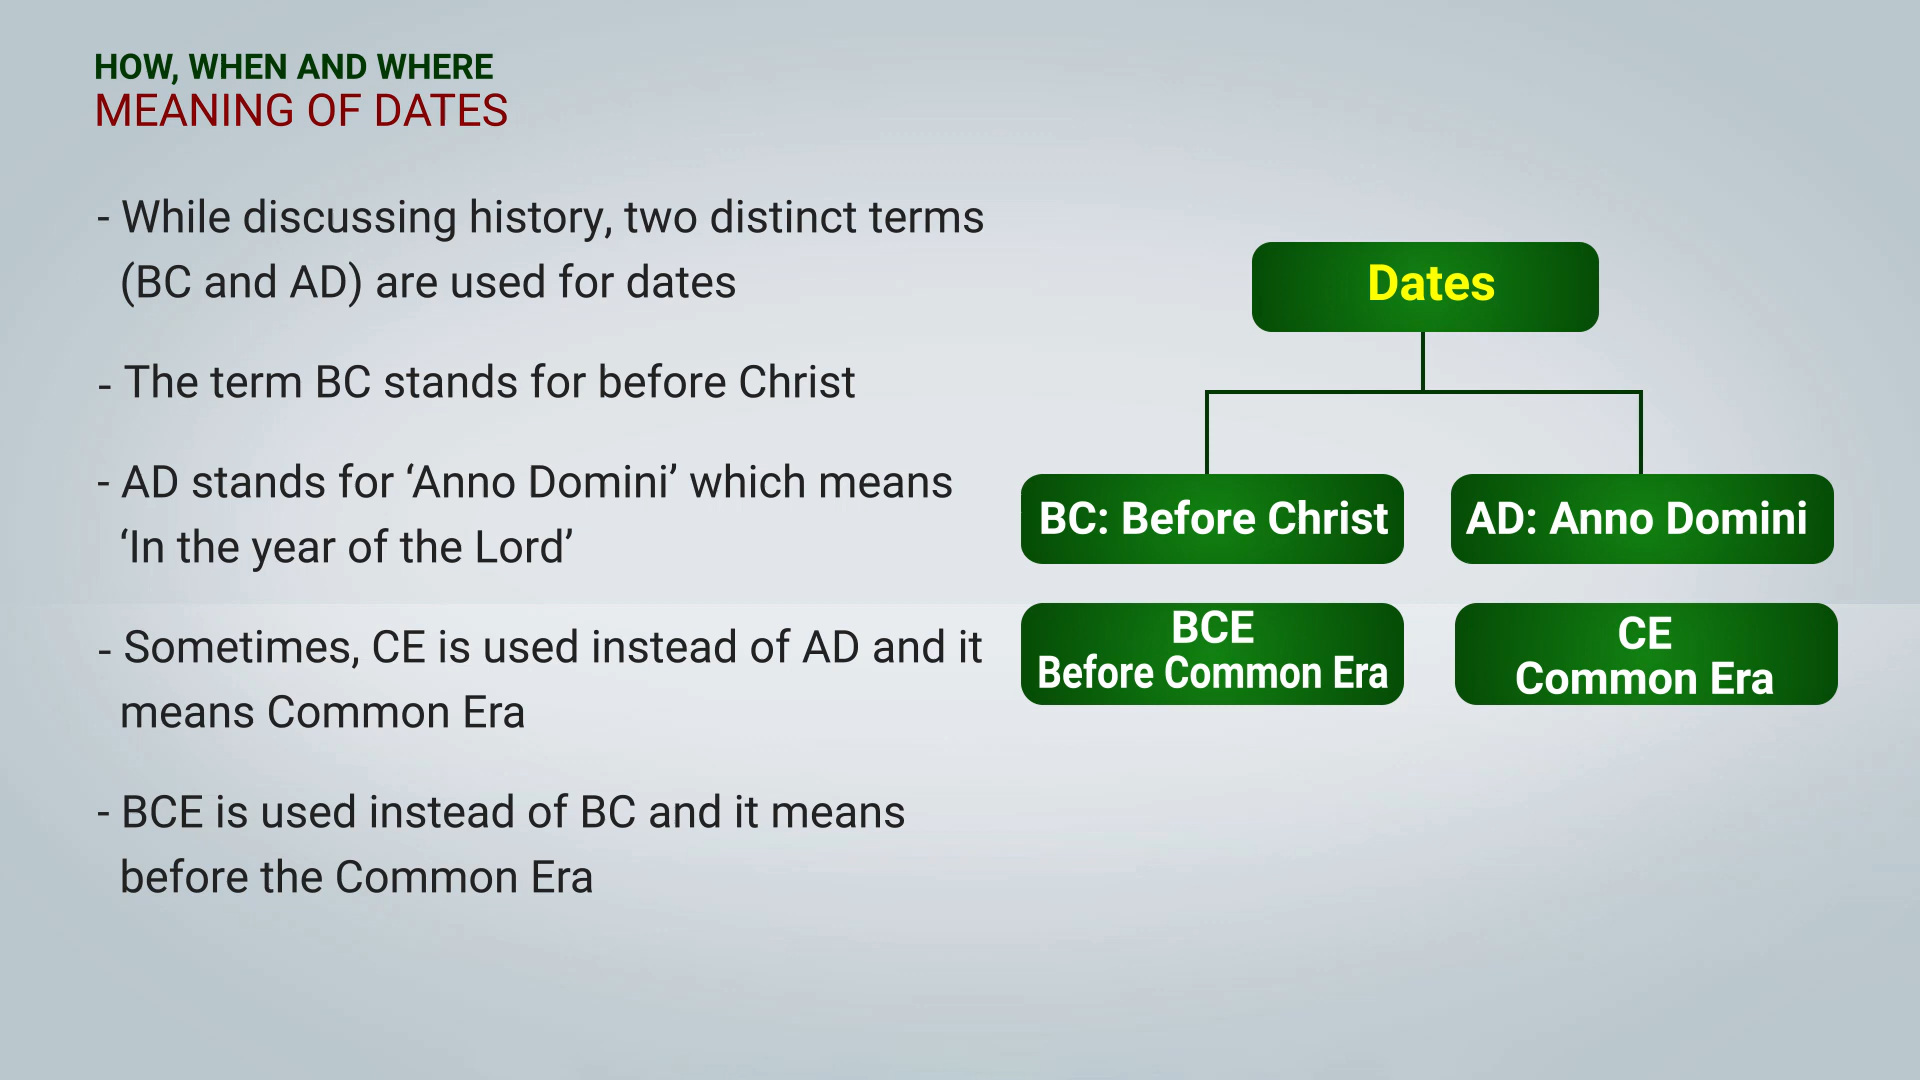 HOW, WHEN AND WHERE
MEANING OF DATES
- While discussing history, two distinct terms
(BC and AD) are used for dates
- The term BC stands for before Christ
- AD stands for ‘Anno Domini’ which means
‘In the year of the Lord’
- Sometimes, CE is used instead of AD and it
means Common Era
- BCE is used instead of BC and it means
before the Common Era
Dates
BC: Before Christ
AD: Anno Domini
BCE
Before Common Era
CE
Common Era